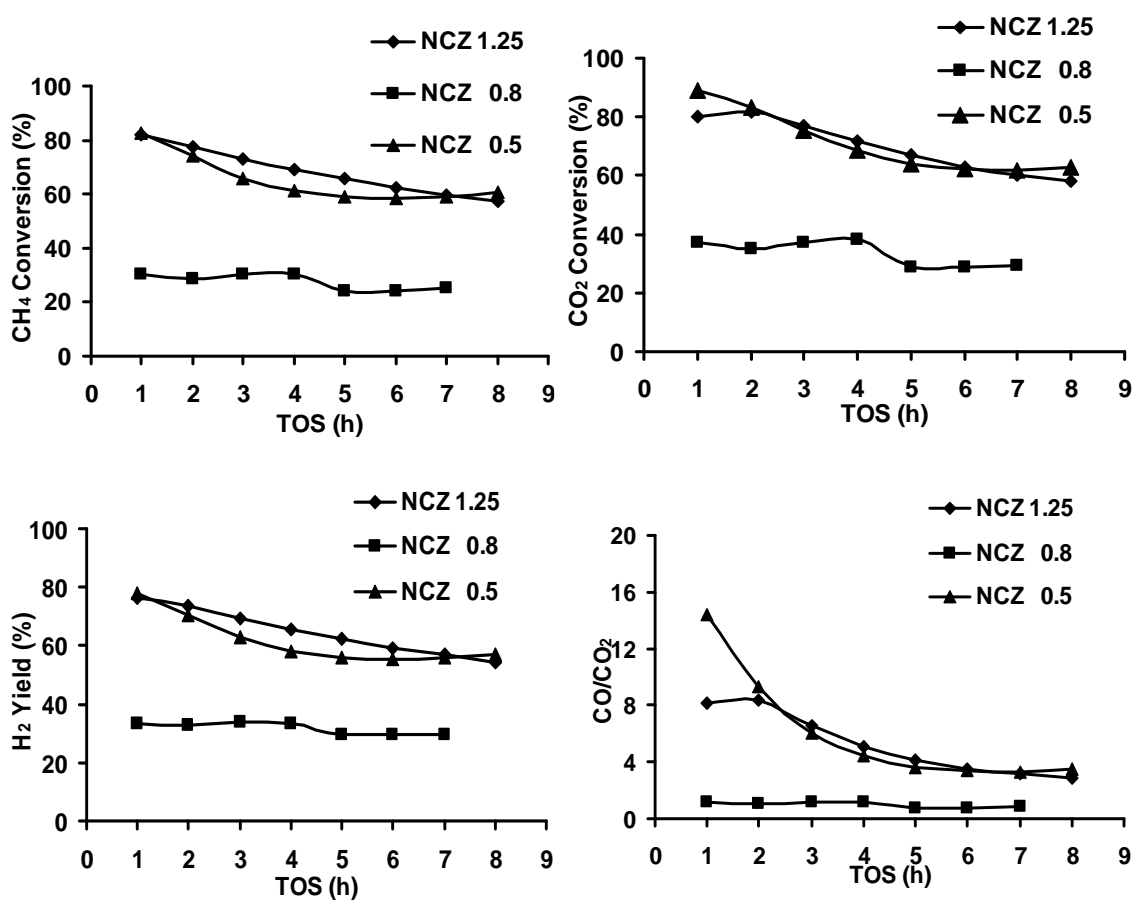 NCZ 1.25
NCZ 0.8
NCZ 0.5
100
80
60
40
20
0
CH4 Conversion (%)
0 1 2 3 4 5 6 7 8 9
TOS (h)
NCZ 1.25
NCZ 0.8
NCZ 0.5
100
80
60
40
20
0
CO2 Conversion (%)
0 1 2 3 4 5 6 7 8 9
TOS (h)
NCZ 1.25
NCZ 0.8
NCZ 0.5
100
80
60
40
20
0
H2 Yield (%)
0 1 2 3 4 5 6 7 8 9
TOS (h)
NCZ 1.25
NCZ 0.8
NCZ 0.5
20
16
12
8
4
0
CO/CO2
0 1 2 3 4 5 6 7 8 9
TOS (h)